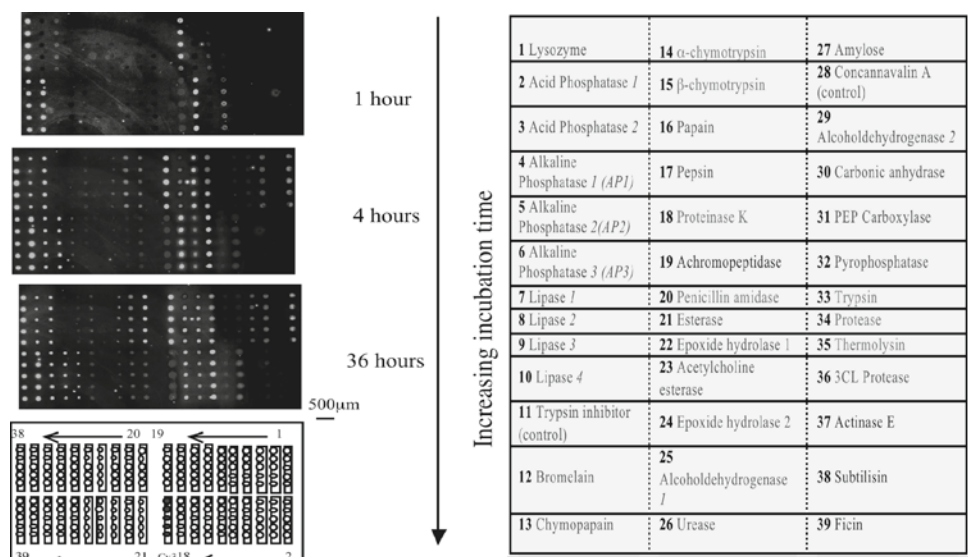 1 hour
4 hours
36 hours
500µm
38 20 19 1
39 21 18 2
Increasing incubation time
1 Lysozyme
2 Acid Phosphatase 1
3 Acid Phosphatase 2
4 Alkaline
Phosphatase 1 (AP1)
5 Alkaline
Phosphatase 2(AP2)
6 Alkaline
Phosphatase 3 (AP3)
7 Lipase 1
8 Lipase 2
9 Lipase 3
10 Lipase 4
11 Trypsin inhibitor
(control)
12 Bromelain
13 Chymopapain
14 α-chymotrypsin
15 β-chymotrypsin
16 Papain
17 Pepsin
18 Proteinase K
19 Achromopeptidase
20 Penicillin amidase
21 Esterase
22 Epoxide hydrolase 1
23 Acetylcholine
esterase
24 Epoxide hydrolase 2
25
Alcoholdehydrogenase
1
26 Urease
27 Amylose
28 Concannavalin A
(control)
29
Alcoholdehydrogenase 2
30 Carbonic anhydrase
31 PEP Carboxylase
32 Pyrophosphatase
33 Trypsin
34 Protease
35 Thermolysin
36 3CL Protease
37 Actinase E
38 Subtilisin
39 Ficin